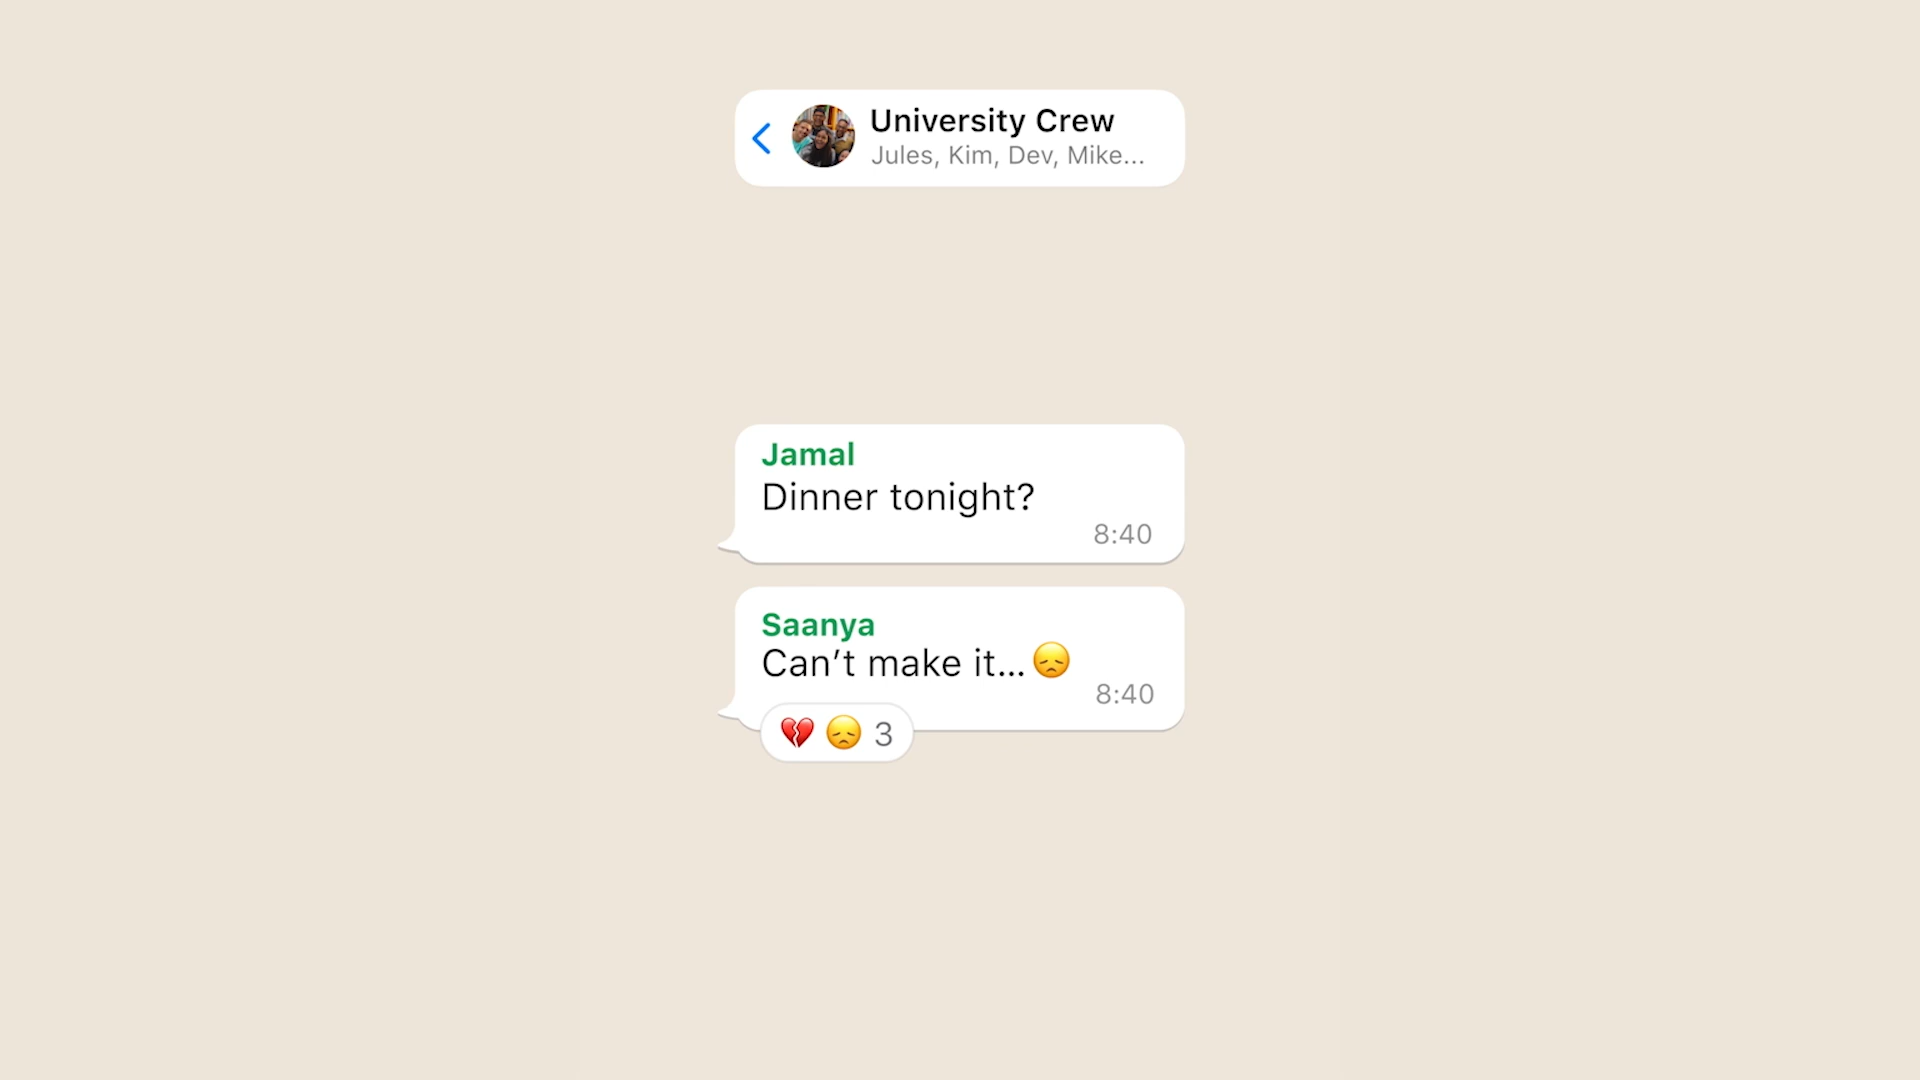 University Crew
Jules, Kim, Dev, Mike...
Jamal
Dinner tonight?
8:40
Saanya
Can’t make it...😞
8:40
💔 😞 3